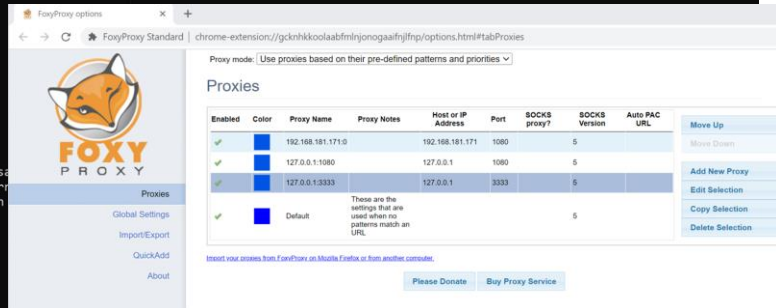 FoxyProxy options
FoxyProxy Standard | chrome-extension://gcknhkkoolaabfmlnjonogaaifnjlfnp/options.html#tabProxies
Proxy mode: Use proxies based on their pre-defined patterns and priorities
Proxies
Enabled Color Proxy Name Proxy Notes Host or IP Address Port SOCKS proxy? SOCKS Version Auto PAC URL
192.168.181.171:0 192.168.181.171 1080 5
127.0.0.1:1080 127.0.0.1 1080 5
127.0.0.1:3333 127.0.0.1 3333 5
Default These are the settings that are used when no patterns match an URL 5
Move Up
Move Down
Add New Proxy
Edit Selection
Copy Selection
Delete Selection
FOXY
PROXY
Proxies
Global Settings
Import/Export
QuickAdd
About
Import your proxies from FoxyProxy on Mozilla Firefox or from another computer.
Please Donate Buy Proxy Service